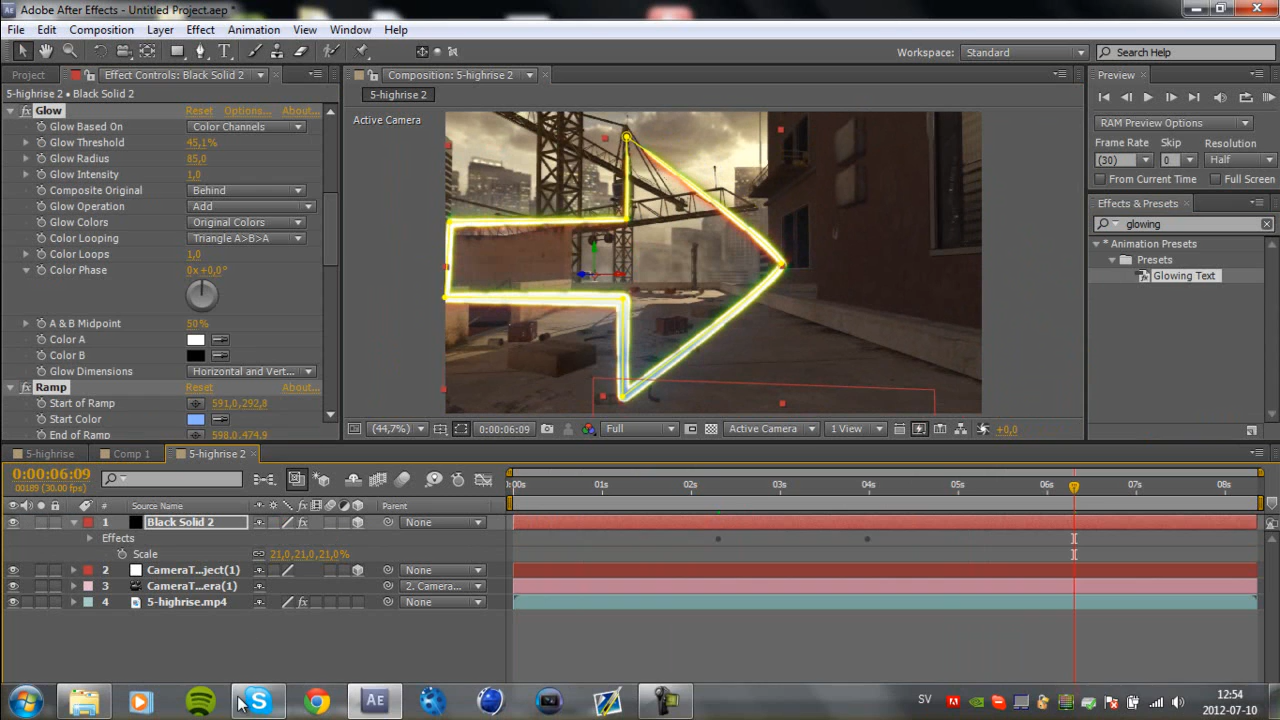 Adobe After Effects - Untitled Project.aep *
File Edit Composition Layer Effect Animation View Window Help
Workspace: Standard Search Help
Project Effect Controls: Black Solid 2 Composition: 5-highrise 2 Preview
5-highrise 2 • Black Solid 2
5-highrise 2
fx Glow Reset Options... About...
Glow Based On Color Channels
Glow Threshold 45,1%
Glow Radius 85,0
Glow Intensity 1,0
Composite Original Behind
Glow Operation Add
Glow Colors Original Colors
Color Looping Triangle A>B>A
Color Loops 1,0
Color Phase 0x+0,0°
A & B Midpoint 50%
Color A
Color B
Glow Dimensions Horizontal and Vert...
fx Ramp Reset About...
Start of Ramp 591,0,292,8
Start Color
End of Ramp 598,0,474,9
Active Camera
RAM Preview Options
Frame Rate Skip Resolution
(30) 0 Half
From Current Time Full Screen
Effects & Presets
glowing
* Animation Presets
Presets
Glowing Text
(44,7%) 0:00:06:09 Full Active Camera 1 View +0,0
5-highrise Comp 1 5-highrise 2
0:00:06:09
00189 (30.00 fps)
0:00s 01s 02s 03s 04s 05s 06s 07s 08s
# Source Name Parent
1 Black Solid 2 fx None
Effects
Scale 21,0,21,0,21,0%
2 CameraT...ject(1) None
3 CameraT...era(1) 2. Camera...
4 5-highrise.mp4 fx None
SV 12:54
2012-07-10